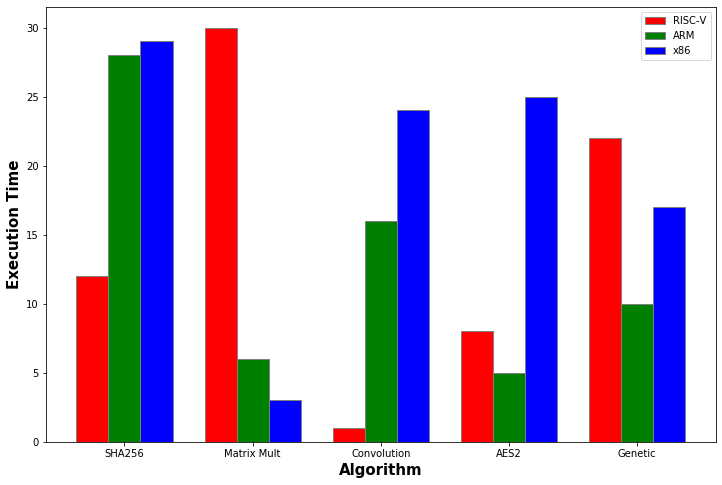 30
25
20
15
10
5
0
Execution Time
SHA256
Matrix Mult
Convolution
AES2
Genetic
Algorithm
RISC-V
ARM
x86